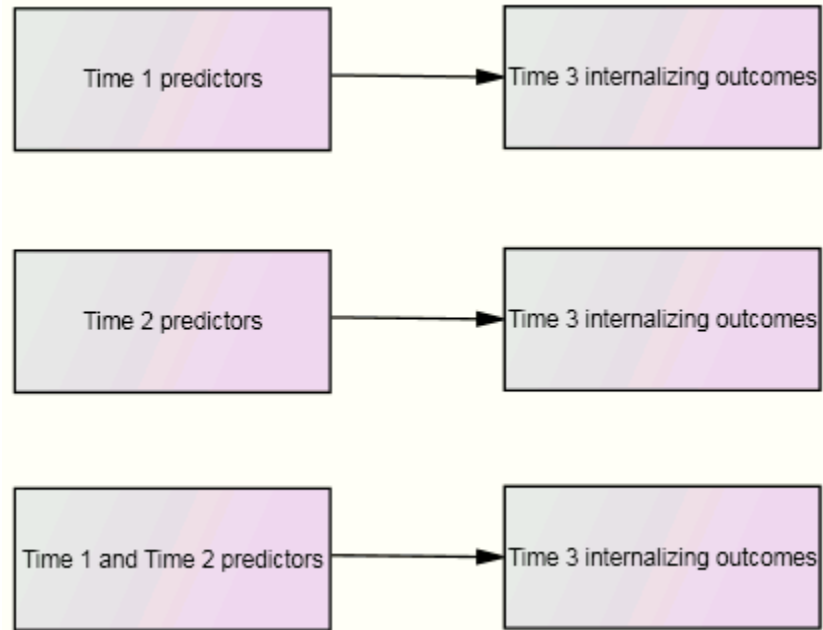 Time 1 predictors
Time 3 internalizing outcomes
Time 2 predictors
Time 3 internalizing outcomes
Time 1 and Time 2 predictors
Time 3 internalizing outcomes